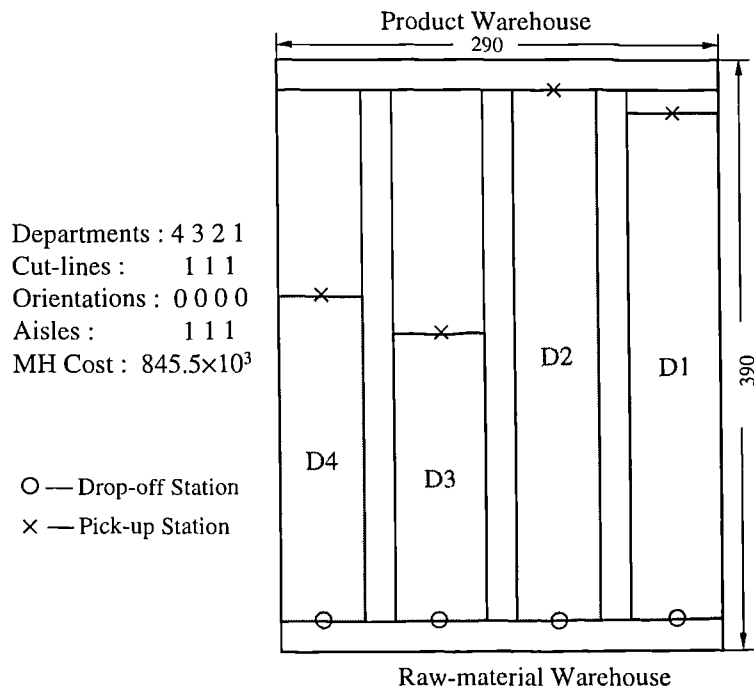 Product Warehouse
290
Departments : 4 3 2 1
Cut-lines : 1 1 1
Orientations : 0 0 0 0
Aisles : 1 1 1
MH Cost : 845.5×10³
D2
D1
390
D4
D3
O — Drop-off Station
× — Pick-up Station
Raw-material Warehouse